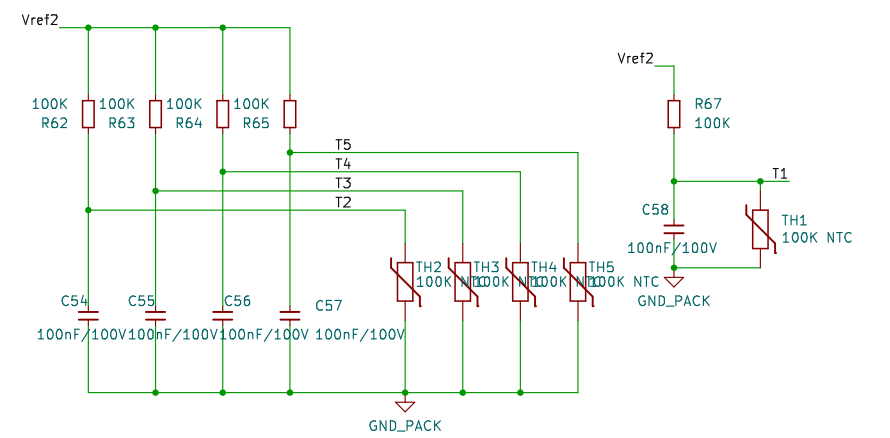 Vref2
Vref2
100K 100K 100K 100K
R62 R63 R64 R65
R67
100K
T5
T4
T3
T2
T1
C58
100nF/100V
TH1
100K NTC
TH2 TH3 TH4 TH5
100K NTC 100K NTC 100K NTC 100K NTC
GND_PACK
C54 C55 C56 C57
100nF/100V 100nF/100V 100nF/100V 100nF/100V
GND_PACK